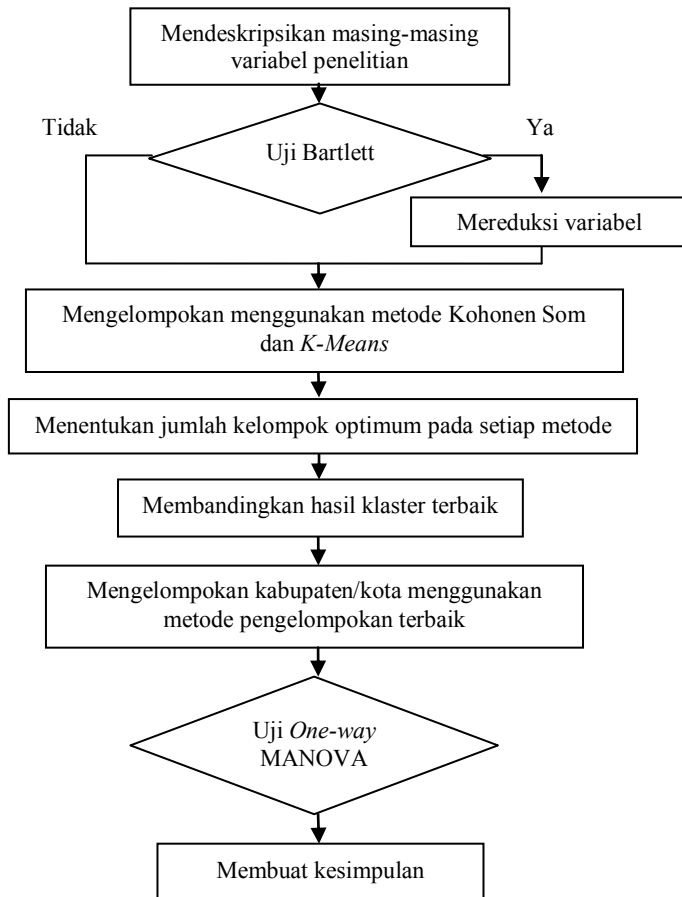 Mendeskripsikan masing-masing
variabel penelitian
Tidak
Ya
Uji Bartlett
Mereduksi variabel
Mengelompokan menggunakan metode Kohonen Som
dan K-Means
Menentukan jumlah kelompok optimum pada setiap metode
Membandingkan hasil klaster terbaik
Mengelompokan kabupaten/kota menggunakan
metode pengelompokan terbaik
Uji One-way
MANOVA
Membuat kesimpulan